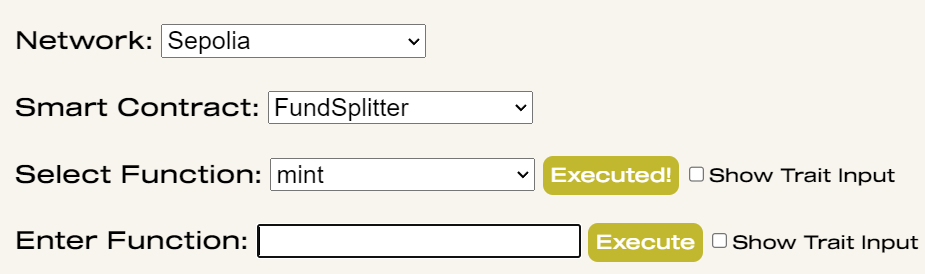 Network: Sepolia
Smart Contract: FundSplitter
Select Function: mint Executed! Show Trait Input
Enter Function: Execute Show Trait Input